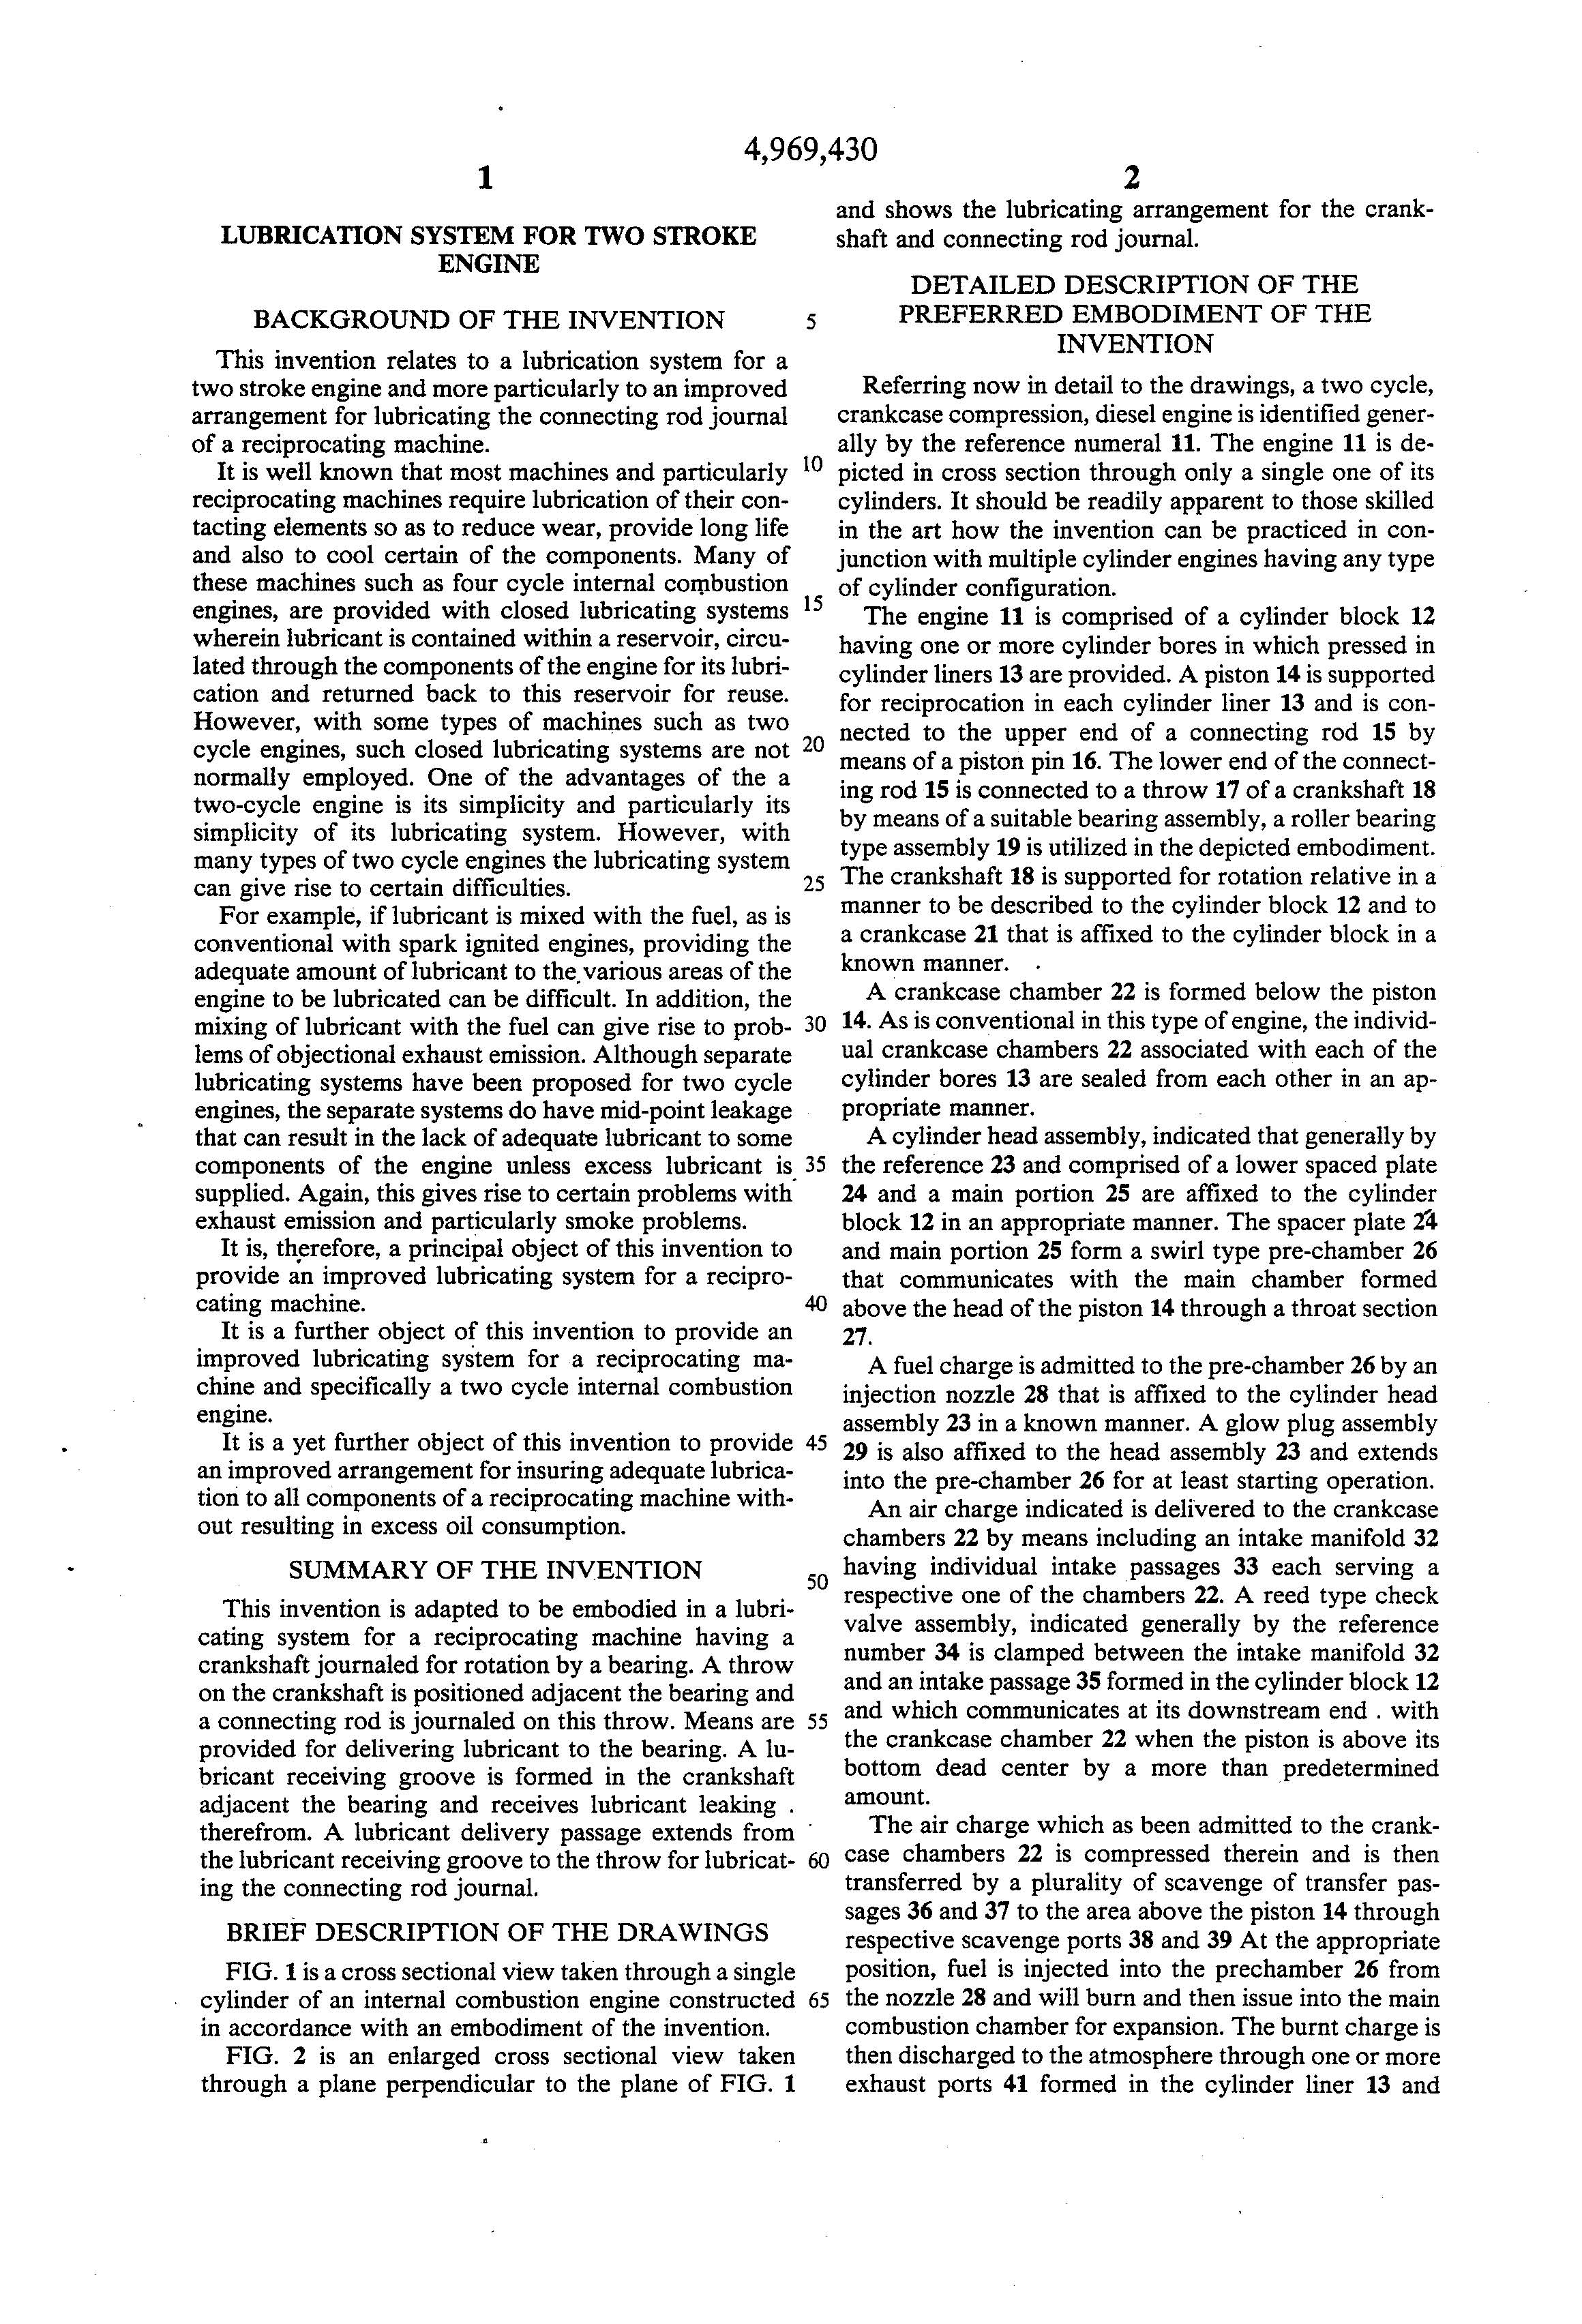 4,969,430
1
LUBRICATION SYSTEM FOR TWO STROKE
ENGINE
BACKGROUND OF THE INVENTION
This invention relates to a lubrication system for a
two stroke engine and more particularly to an improved
arrangement for lubricating the connecting rod journal
of a reciprocating machine.
It is well known that most machines and particularly
reciprocating machines require lubrication of their con-
tacting elements so as to reduce wear, provide long life
and also to cool certain of the components. Many of
these machines such as four cycle internal combustion
engines, are provided with closed lubricating systems
wherein lubricant is contained within a reservoir, circu-
lated through the components of the engine for its lubri-
cation and returned back to this reservoir for reuse.
However, with some types of machines such as two
cycle engines, such closed lubricating systems are not
normally employed. One of the advantages of the a
two-cycle engine is its simplicity and particularly its
simplicity of its lubricating system. However, with
many types of two cycle engines the lubricating system
can give rise to certain difficulties.
For example, if lubricant is mixed with the fuel, as is
conventional with spark ignited engines, providing the
adequate amount of lubricant to the various areas of the
engine to be lubricated can be difficult. In addition, the
mixing of lubricant with the fuel can give rise to prob-
lems of objectional exhaust emission. Although separate
lubricating systems have been proposed for two cycle
engines, the separate systems do have mid-point leakage
that can result in the lack of adequate lubricant to some
components of the engine unless excess lubricant is
supplied. Again, this gives rise to certain problems with
exhaust emission and particularly smoke problems.
It is, therefore, a principal object of this invention to
provide an improved lubricating system for a recipro-
cating machine.
It is a further object of this invention to provide an
improved lubricating system for a reciprocating ma-
chine and specifically a two cycle internal combustion
engine.
It is a yet further object of this invention to provide
an improved arrangement for insuring adequate lubrica-
tion to all components of a reciprocating machine with-
out resulting in excess oil consumption.
SUMMARY OF THE INVENTION
This invention is adapted to be embodied in a lubri-
cating system for a reciprocating machine having a
crankshaft journaled for rotation by a bearing. A throw
on the crankshaft is positioned adjacent the bearing and
a connecting rod is journaled on this throw. Means are
provided for delivering lubricant to the bearing. A lu-
bricant receiving groove is formed in the crankshaft
adjacent the bearing and receives lubricant leaking .
therefrom. A lubricant delivery passage extends from
the lubricant receiving groove to the throw for lubricat-
ing the connecting rod journal.
BRIEF DESCRIPTION OF THE DRAWINGS
FIG. 1 is a cross sectional view taken through a single
cylinder of an internal combustion engine constructed
in accordance with an embodiment of the invention.
FIG. 2 is an enlarged cross sectional view taken
through a plane perpendicular to the plane of FIG. 1
5
10
15
20
25
30
35
40
45
50
55
60
65
2
and shows the lubricating arrangement for the crank-
shaft and connecting rod journal.
DETAILED DESCRIPTION OF THE
PREFERRED EMBODIMENT OF THE
INVENTION
Referring now in detail to the drawings, a two cycle,
crankcase compression, diesel engine is identified gener-
ally by the reference numeral 11. The engine 11 is de-
picted in cross section through only a single one of its
cylinders. It should be readily apparent to those skilled
in the art how the invention can be practiced in con-
junction with multiple cylinder engines having any type
of cylinder configuration.
The engine 11 is comprised of a cylinder block 12
having one or more cylinder bores in which pressed in
cylinder liners 13 are provided. A piston 14 is supported
for reciprocation in each cylinder liner 13 and is con-
nected to the upper end of a connecting rod 15 by
means of a piston pin 16. The lower end of the connect-
ing rod 15 is connected to a throw 17 of a crankshaft 18
by means of a suitable bearing assembly, a roller bearing
type assembly 19 is utilized in the depicted embodiment.
The crankshaft 18 is supported for rotation relative in a
manner to be described to the cylinder block 12 and to
a crankcase 21 that is affixed to the cylinder block in a
known manner.
A crankcase chamber 22 is formed below the piston
14. As is conventional in this type of engine, the individ-
ual crankcase chambers 22 associated with each of the
cylinder bores 13 are sealed from each other in an ap-
propriate manner.
A cylinder head assembly, indicated that generally by
the reference 23 and comprised of a lower spaced plate
24 and a main portion 25 are affixed to the cylinder
block 12 in an appropriate manner. The spacer plate 24
and main portion 25 form a swirl type pre-chamber 26
that communicates with the main chamber formed
above the head of the piston 14 through a throat section
27.
A fuel charge is admitted to the pre-chamber 26 by an
injection nozzle 28 that is affixed to the cylinder head
assembly 23 in a known manner. A glow plug assembly
29 is also affixed to the head assembly 23 and extends
into the pre-chamber 26 for at least starting operation.
An air charge indicated is delivered to the crankcase
chambers 22 by means including an intake manifold 32
having individual intake passages 33 each serving a
respective one of the chambers 22. A reed type check
valve assembly, indicated generally by the reference
number 34 is clamped between the intake manifold 32
and an intake passage 35 formed in the cylinder block 12
and which communicates at its downstream end . with
the crankcase chamber 22 when the piston is above its
bottom dead center by a more than predetermined
amount.
The air charge which as been admitted to the crank-
case chambers 22 is compressed therein and is then
transferred by a plurality of scavenge of transfer pas-
sages 36 and 37 to the area above the piston 14 through
respective scavenge ports 38 and 39 At the appropriate
position, fuel is injected into the prechamber 26 from
the nozzle 28 and will burn and then issue into the main
combustion chamber for expansion. The burnt charge is
then discharged to the atmosphere through one or more
exhaust ports 41 formed in the cylinder liner 13 and